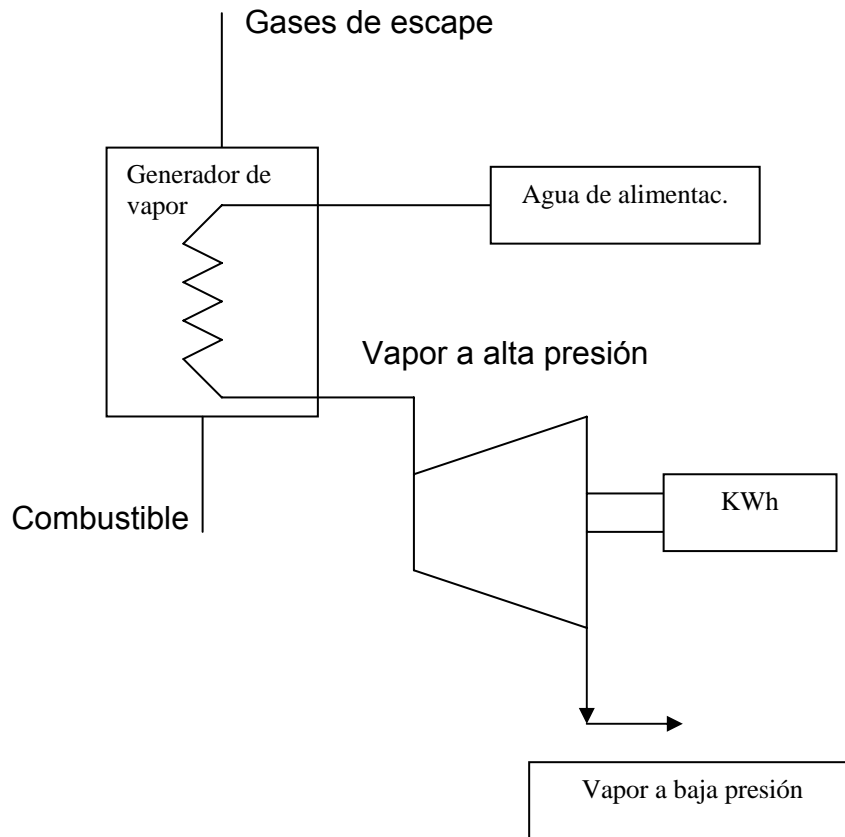 Gases de escape
Generador de
vapor
Agua de alimentac.
Vapor a alta presión
Combustible
KWh
Vapor a baja presión